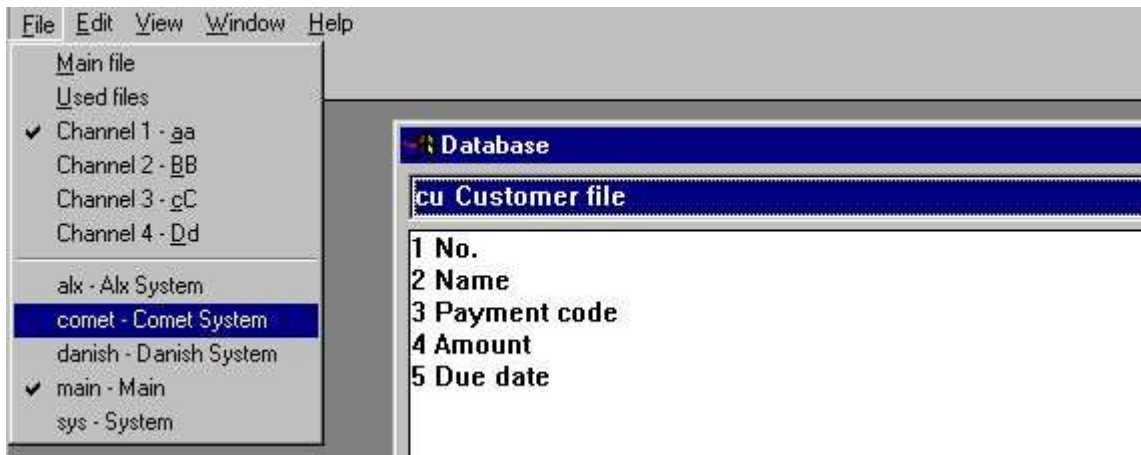 File Edit View Window Help
Main file
Used files
Channel 1 - aa
Channel 2 - BB
Channel 3 - cC
Channel 4 - Dd
alx - Alx System
comet - Comet System
danish - Danish System
main - Main
sys - System
Database
cu Customer file
1 No.
2 Name
3 Payment code
4 Amount
5 Due date